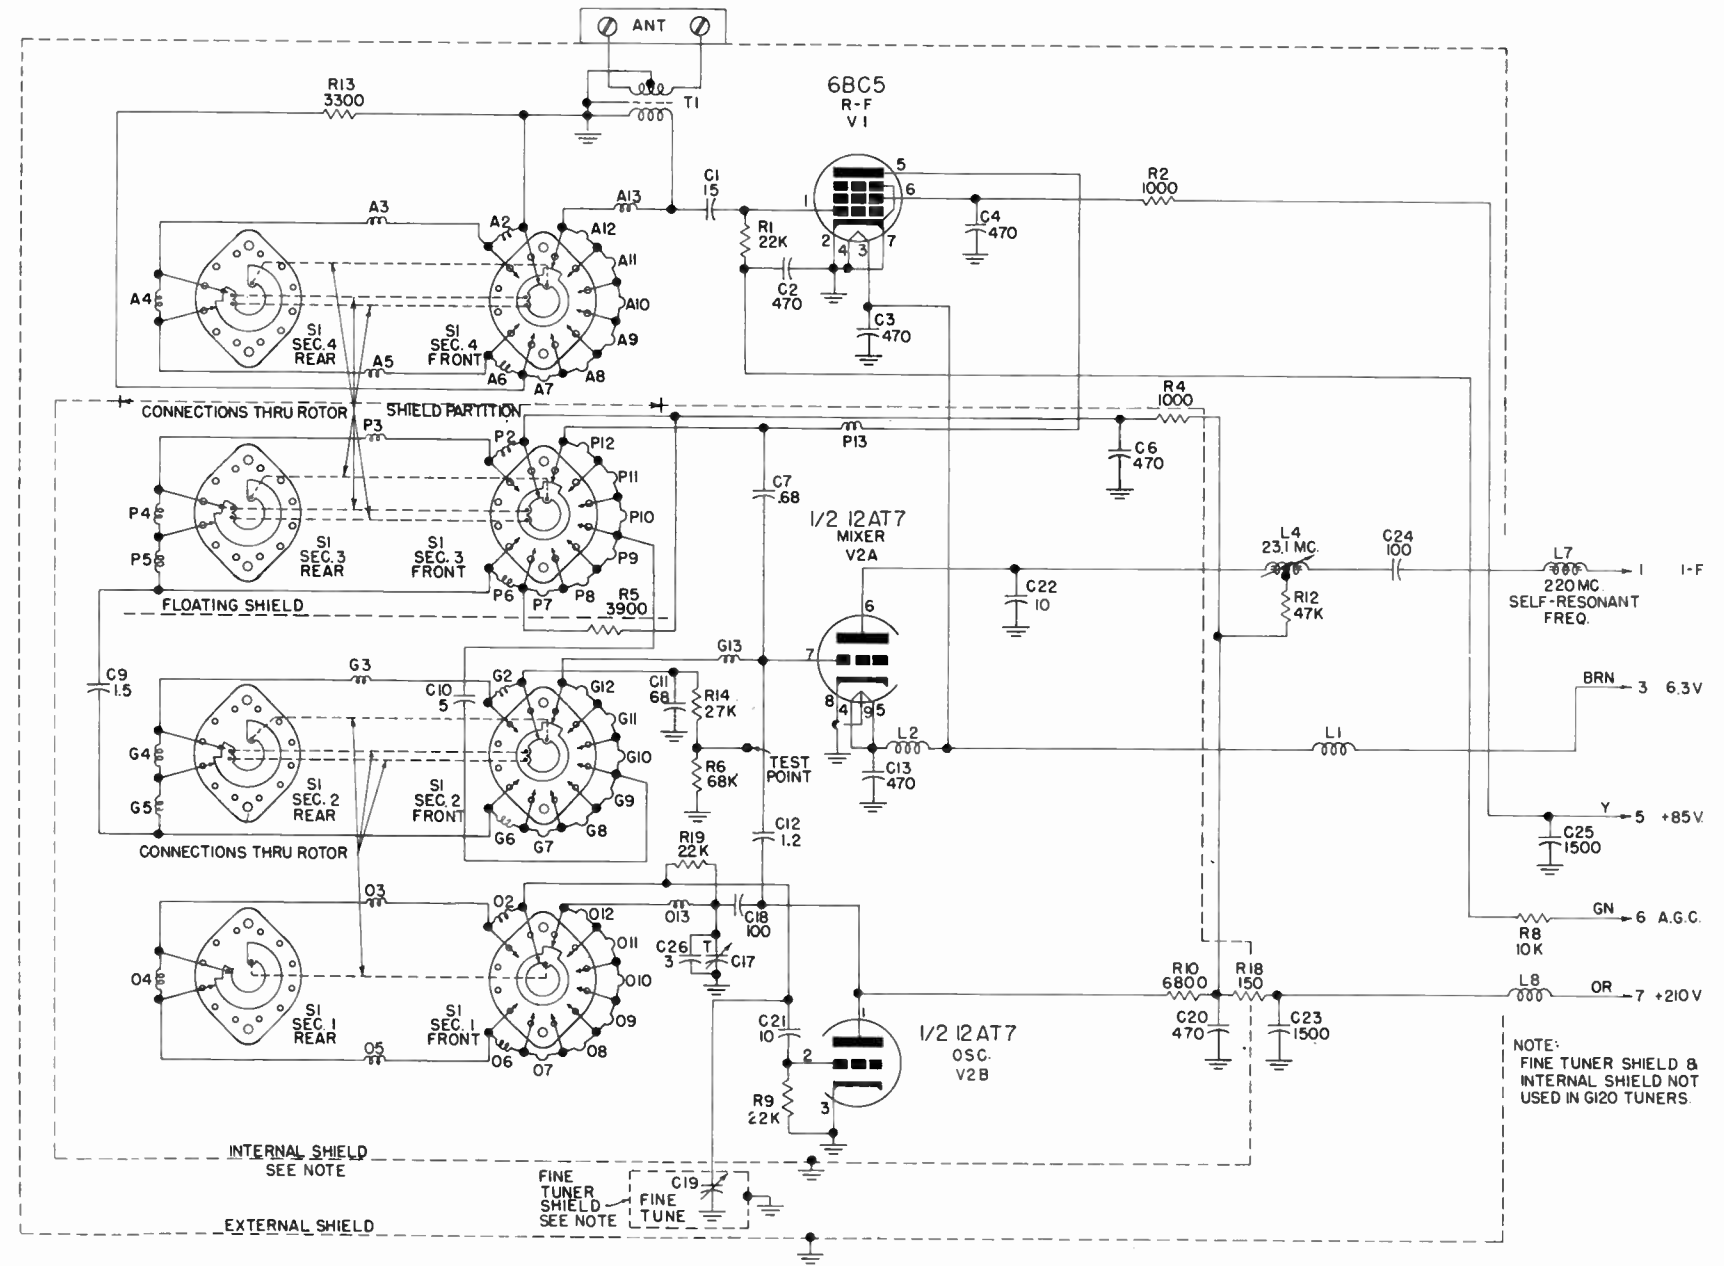 ANT
R13
3300
T1
6BC5
R-F
V1
A3
A2
A13
A12
A11
A10
A9
A8
A7
A6
A5
A4
S1
SEC.4
REAR
S1
SEC.4
FRONT
C1
15
R1
22K
C2
470
1
2
4
3
7
5
6
C3
470
C4
470
R2
1000
CONNECTIONS THRU ROTOR
SHIELD PARTITION
R4
1000
C6
470
P3
P2
P12
P11
P10
P9
P8
P7
P6
P5
P4
P13
S1
SEC.3
REAR
S1
SEC.3
FRONT
FLOATING SHIELD
R5
3900
C7
.68
1/2 12AT7
MIXER
V2A
6
7
8
4
9
5
C22
10
L4
23.1 MC.
R12
47K
C24
100
L7
220 MC.
SELF-RESONANT
FREQ.
1
I-F
C9
1.5
G3
G2
C10
5
G13
G12
G11
G10
G9
G8
G7
G6
G5
G4
S1
SEC.2
REAR
S1
SEC.2
FRONT
C11
68
R14
27K
R6
68K
TEST
POINT
L2
C13
470
L1
BRN
3
6.3V
CONNECTIONS THRU ROTOR
R19
22K
C12
1.2
Y
5
+85V.
C25
1500
GN
6
A.G.C.
R8
10K
O3
O2
O13
O12
O11
O10
O9
O8
O7
O6
O5
O4
S1
SEC.1
REAR
S1
SEC.1
FRONT
C18
100
C26
3
T
C17
C21
10
R9
22K
1
2
3
1/2 12AT7
OSC.
V2B
R10
6800
R18
150
C20
470
C23
1500
L8
OR
7
+210V
NOTE:
FINE TUNER SHIELD &
INTERNAL SHIELD NOT
USED IN G120 TUNERS.
INTERNAL SHIELD
SEE NOTE
FINE
TUNER
SHIELD
SEE NOTE
C19
FINE
TUNE
EXTERNAL SHIELD